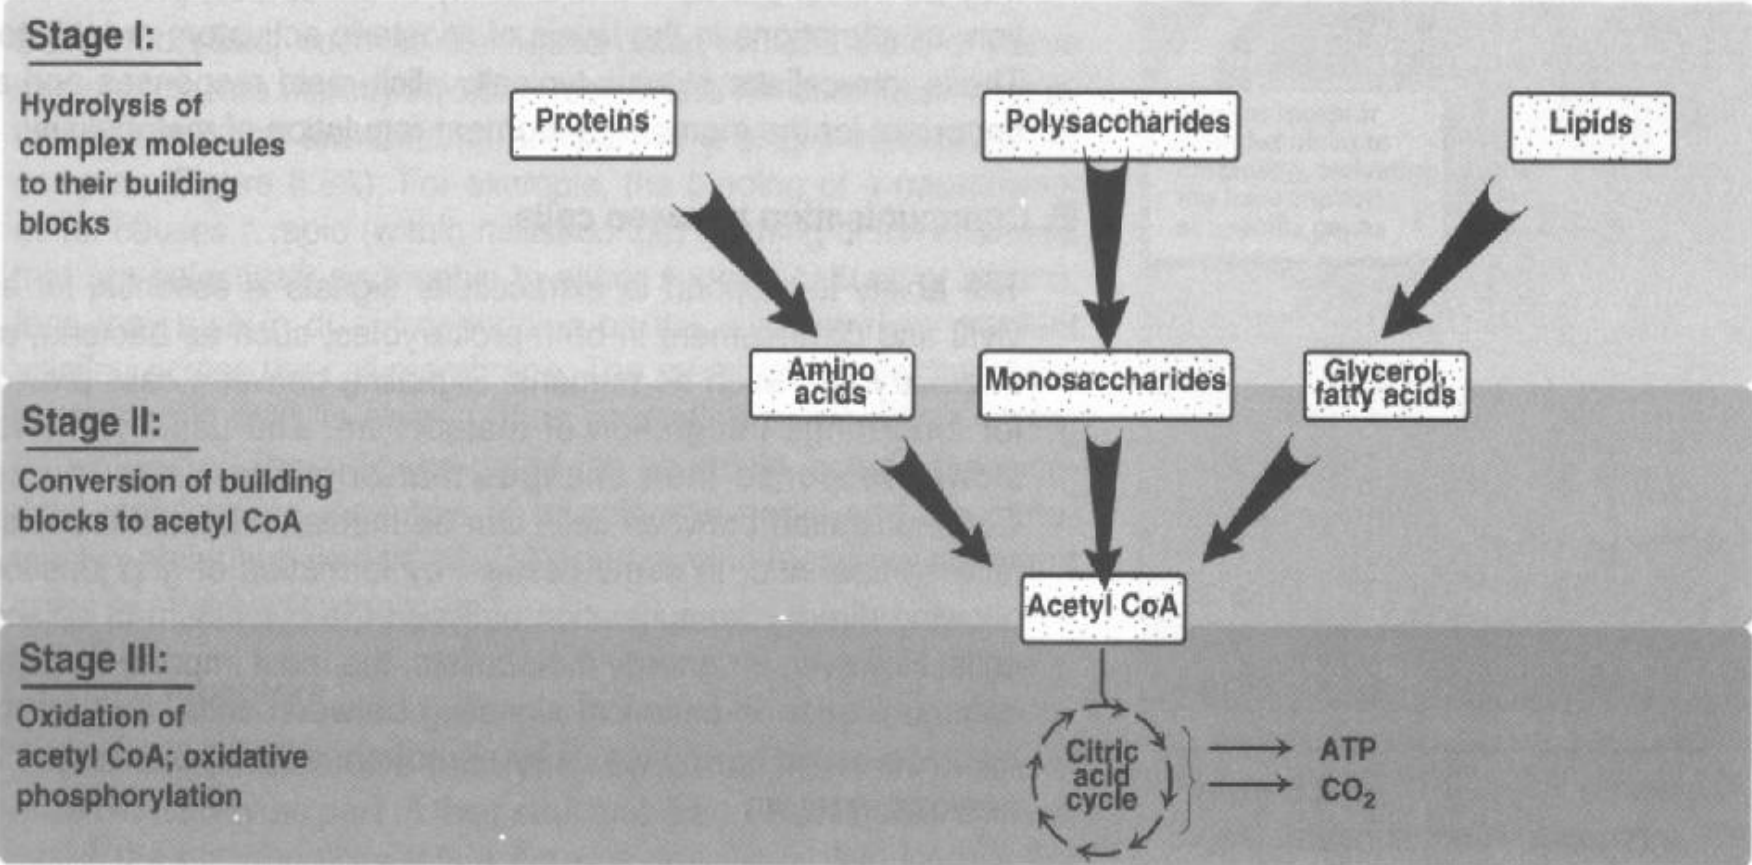 Stage I:
Hydrolysis of
complex molecules
to their building
blocks
Proteins
Polysaccharides
Lipids
Amino
acids
Monosaccharides
Glycerol,
fatty acids
Stage II:
Conversion of building
blocks to acetyl CoA
Acetyl CoA
Stage III:
Oxidation of
acetyl CoA; oxidative
phosphorylation
Citric
acid
cycle
ATP
CO₂